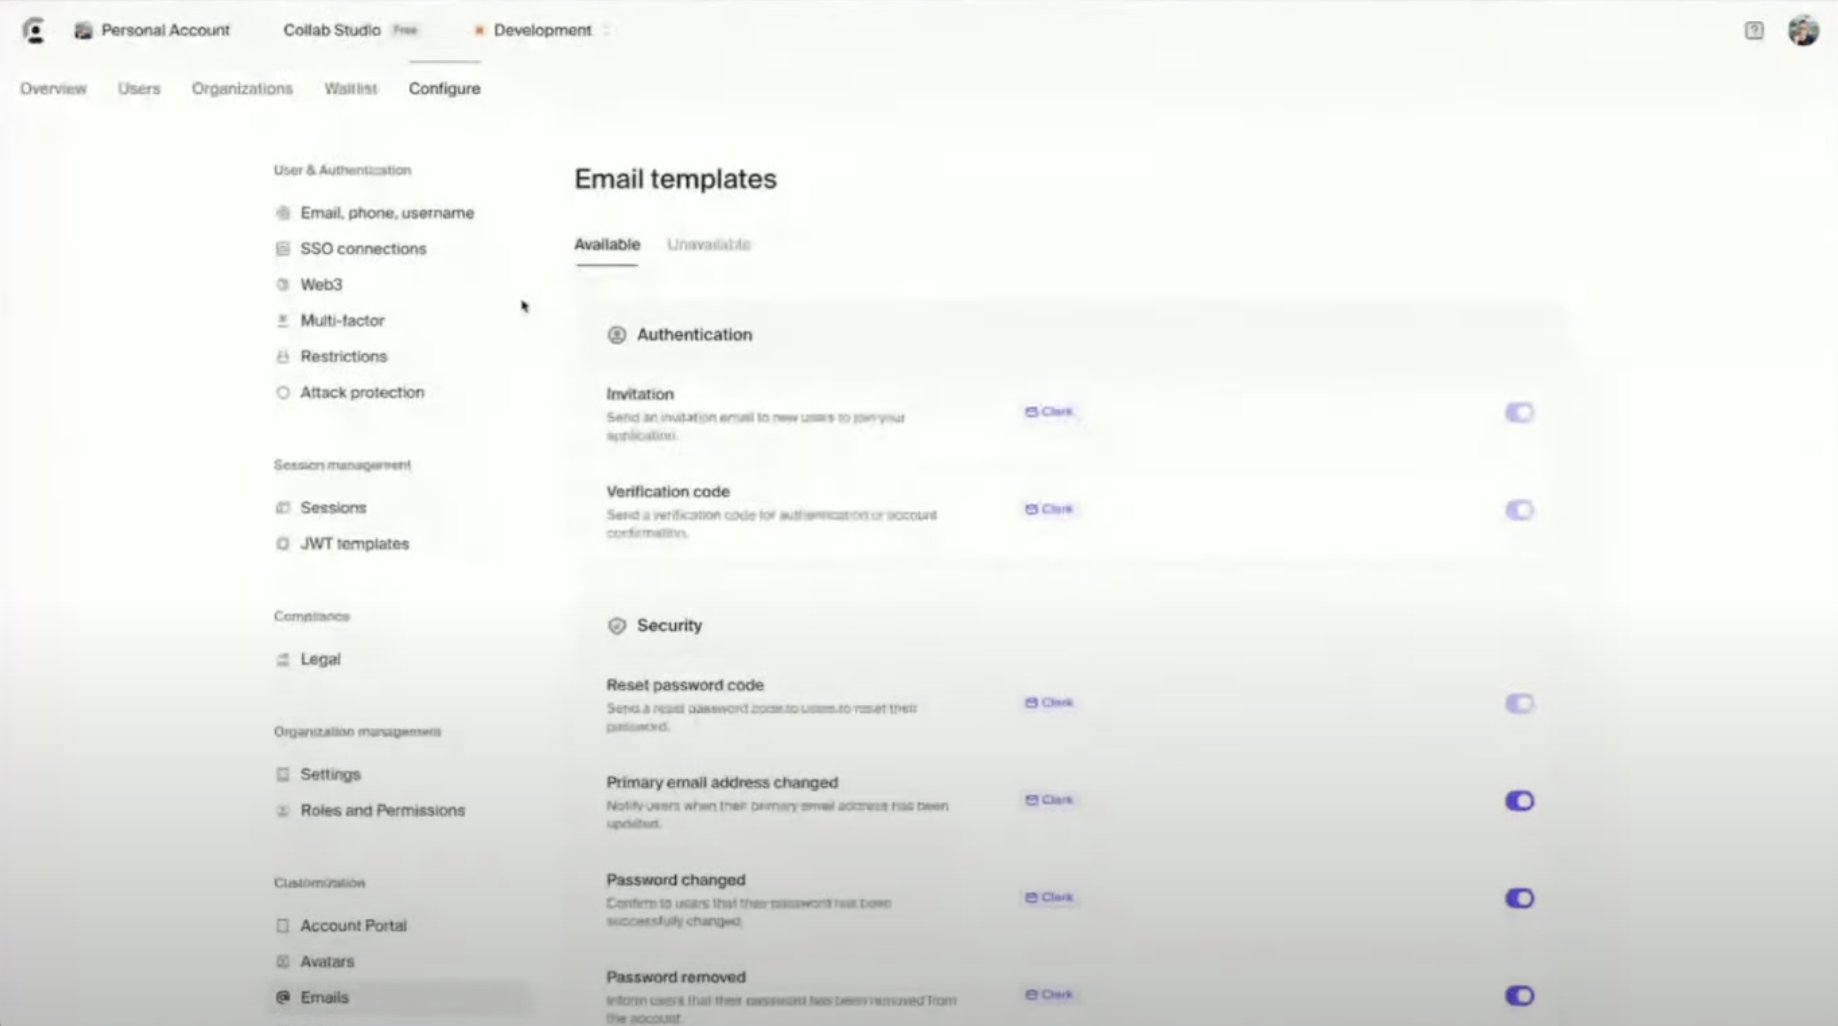 Personal Account
Collab Studio Free
Development
Overview Users Organizations Waitlist Configure
User & Authentication
Email, phone, username
SSO connections
Web3
Multi-factor
Restrictions
Attack protection
Session management
Sessions
JWT templates
Compliance
Legal
Organization management
Settings
Roles and Permissions
Customization
Account Portal
Avatars
Emails
Email templates
Available Unavailable
Authentication
Invitation
Send an invitation email to new users to join your
application.
Clerk
Verification code
Send a verification code for authentication or account
confirmation.
Clerk
Security
Reset password code
Send a reset password code to users to reset their
password.
Clerk
Primary email address changed
Notify users when their primary email address has been
updated.
Clerk
Password changed
Confirm to users that their password has been
successfully changed.
Clerk
Password removed
Inform users that their password has been removed from
the account.
Clerk